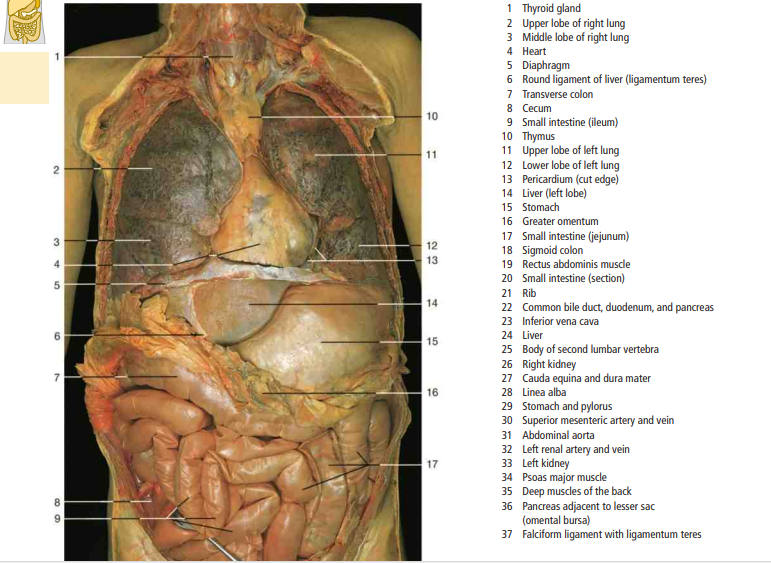 1
2
3
4
5
6
7
8
9
10
11
12
13
14
15
16
17
1 Thyroid gland
2 Upper lobe of right lung
3 Middle lobe of right lung
4 Heart
5 Diaphragm
6 Round ligament of liver (ligamentum teres)
7 Transverse colon
8 Cecum
9 Small intestine (ileum)
10 Thymus
11 Upper lobe of left lung
12 Lower lobe of left lung
13 Pericardium (cut edge)
14 Liver (left lobe)
15 Stomach
16 Greater omentum
17 Small intestine (jejunum)
18 Sigmoid colon
19 Rectus abdominis muscle
20 Small intestine (section)
21 Rib
22 Common bile duct, duodenum, and pancreas
23 Inferior vena cava
24 Liver
25 Body of second lumbar vertebra
26 Right kidney
27 Cauda equina and dura mater
28 Linea alba
29 Stomach and pylorus
30 Superior mesenteric artery and vein
31 Abdominal aorta
32 Left renal artery and vein
33 Left kidney
34 Psoas major muscle
35 Deep muscles of the back
36 Pancreas adjacent to lesser sac
(omental bursa)
37 Falciform ligament with ligamentum teres